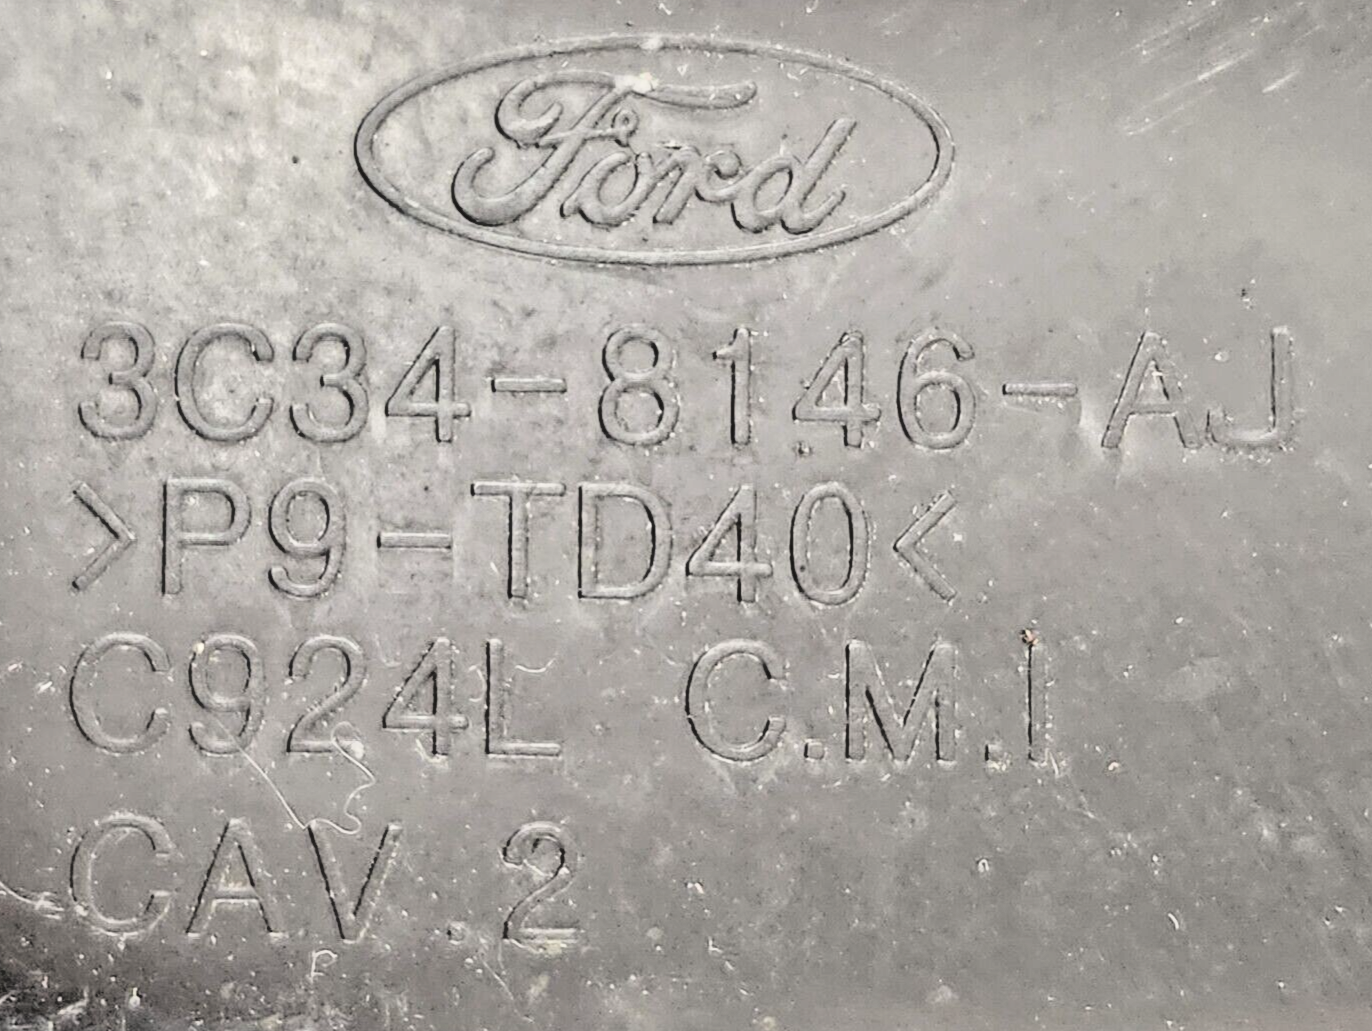 Ford
3C34-8146-AJ
>P9-TD40<
C924L C.M.I
CAV.2
P